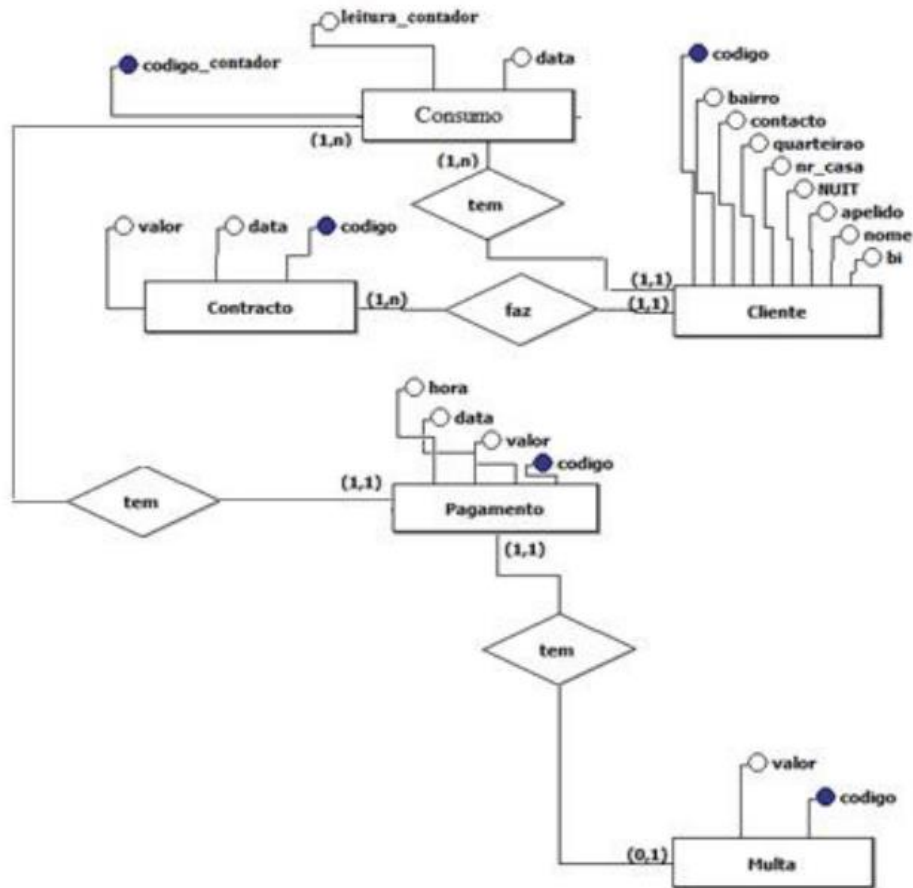 leitura_contador
codigo_contador
data
codigo
bairro
contacto
quarteirao
nr_casa
NUIT
apelido
nome
bi
Consumo
(1,n)
(1,n)
tem
valor
data
codigo
(1,1)
Contracto
(1,n)
faz
(1,1)
Cliente
hora
data
valor
codigo
tem
(1,1)
Pagamento
(1,1)
tem
valor
codigo
(0,1)
Multa